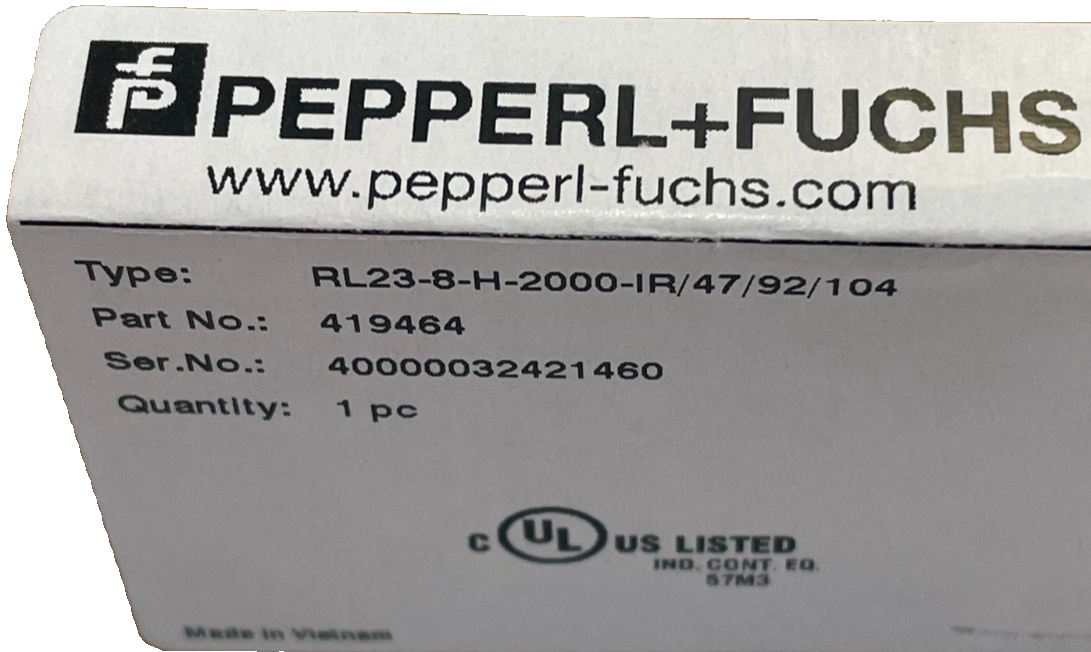 PEPPERL+FUCHS
www.pepperl-fuchs.com
Type: RL23-8-H-2000-IR/47/92/104
Part No.: 419464
Ser.No.: 40000032421460
Quantity: 1 pc
C UL US LISTED
IND. CONT. EQ.
57M3
Made in Vietnam